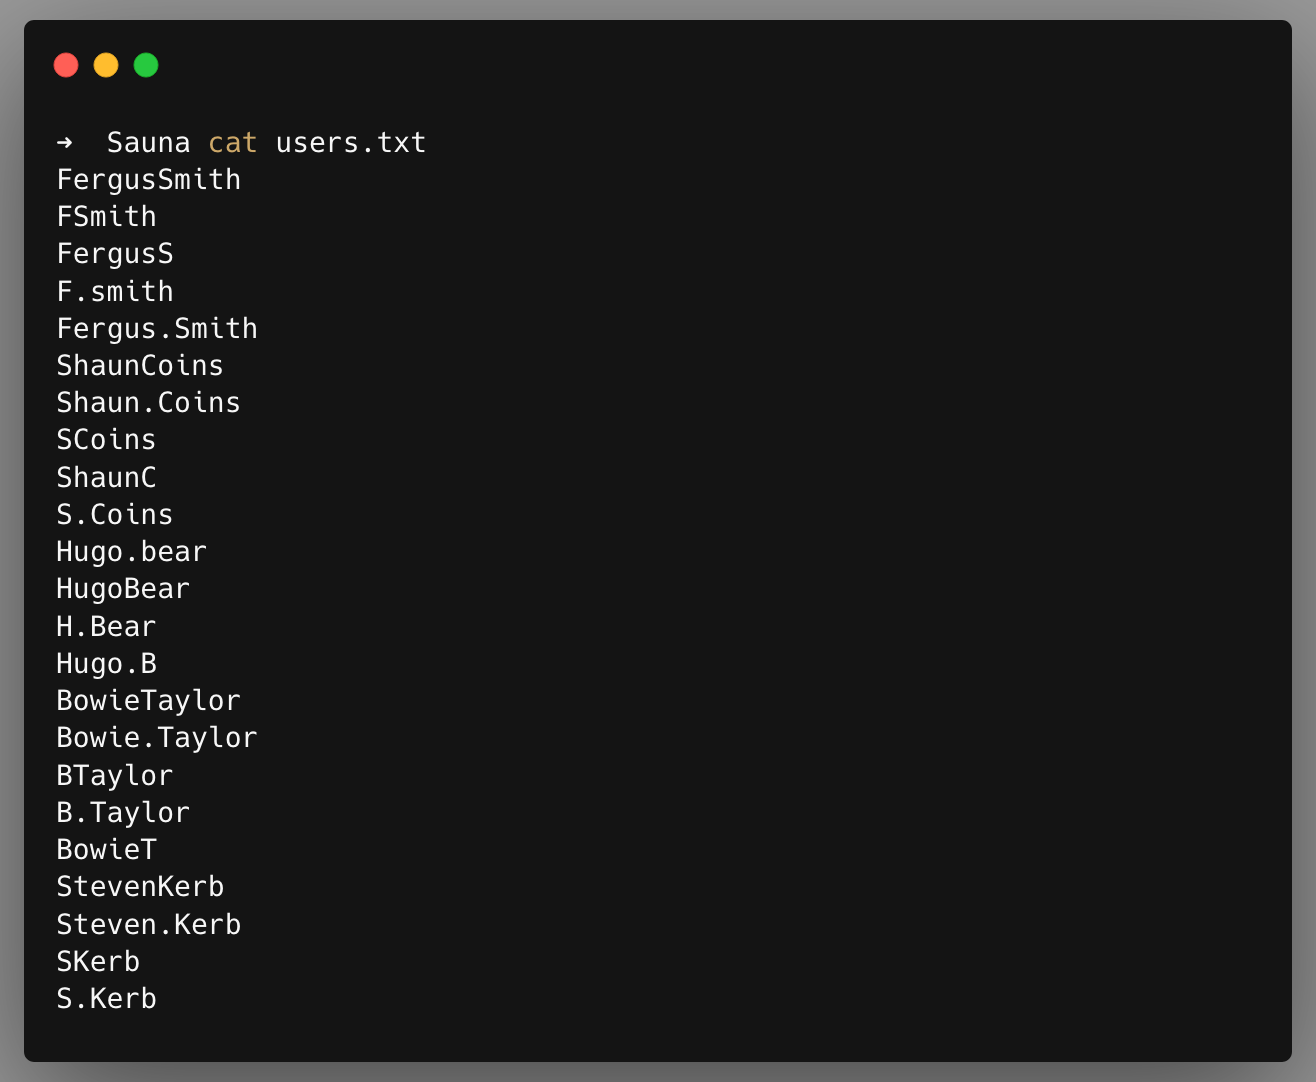 ➜  Sauna cat users.txt
FergusSmith
FSmith
FergusS
F.smith
Fergus.Smith
ShaunCoins
Shaun.Coins
SCoins
ShaunC
S.Coins
Hugo.bear
HugoBear
H.Bear
Hugo.B
BowieTaylor
Bowie.Taylor
BTaylor
B.Taylor
BowieT
StevenKerb
Steven.Kerb
SKerb
S.Kerb